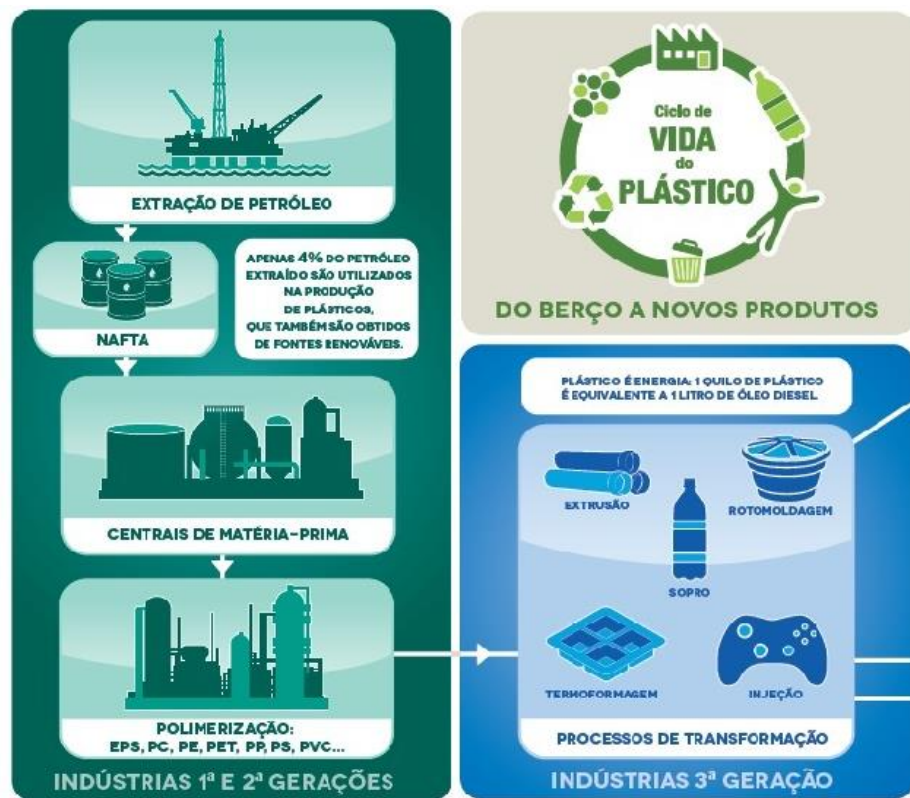 EXTRAÇÃO DE PETRÓLEO
NAFTA
APENAS 4% DO PETRÓLEO
EXTRAÍDO SÃO UTILIZADOS
NA PRODUÇÃO
DE PLÁSTICOS,
QUE TAMBÉM SÃO OBTIDOS
DE FONTES RENOVÁVEIS.
CENTRAIS DE MATÉRIA-PRIMA
POLIMERIZAÇÃO:
EPS, PC, PE, PET, PP, PS, PVC...
INDÚSTRIAS 1ª E 2ª GERAÇÕES
Ciclo de
VIDA
do
PLÁSTICO
DO BERÇO A NOVOS PRODUTOS
PLÁSTICO É ENERGIA: 1 QUILO DE PLÁSTICO
É EQUIVALENTE A 1 LITRO DE ÓLEO DIESEL
EXTRUSÃO
ROTOMOLDAGEM
SOPRO
TERMOFORMAGEM
INJEÇÃO
PROCESSOS DE TRANSFORMAÇÃO
INDÚSTRIAS 3ª GERAÇÃO